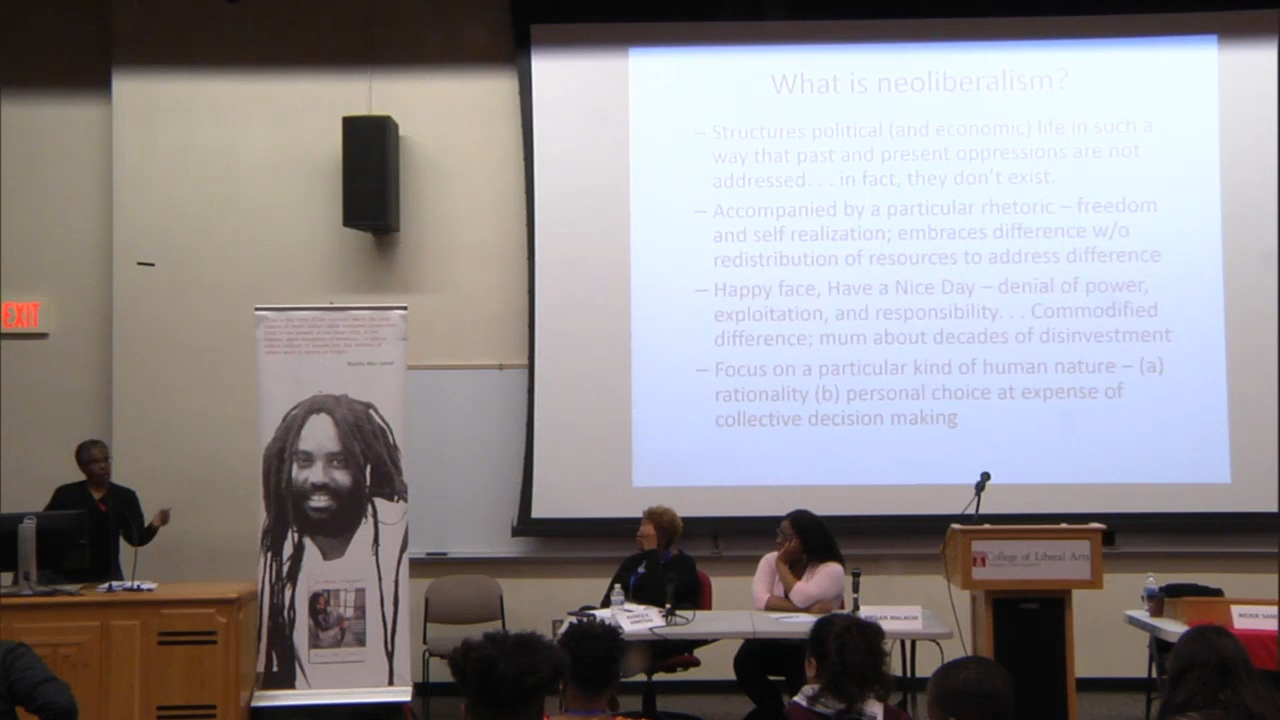 What is neoliberalism?
– Structures political (and economic) life in such a
way that past and present oppressions are not
addressed. . . in fact, they don't exist.
– Accompanied by a particular rhetoric – freedom
and self realization; embraces difference w/o
redistribution of resources to address difference
– Happy face, Have a Nice Day – denial of power,
exploitation, and responsibility. . . Commodified
difference; mum about decades of disinvestment
– Focus on a particular kind of human nature – (a)
rationality (b) personal choice at expense of
collective decision making
EXIT
College of Liberal Arts